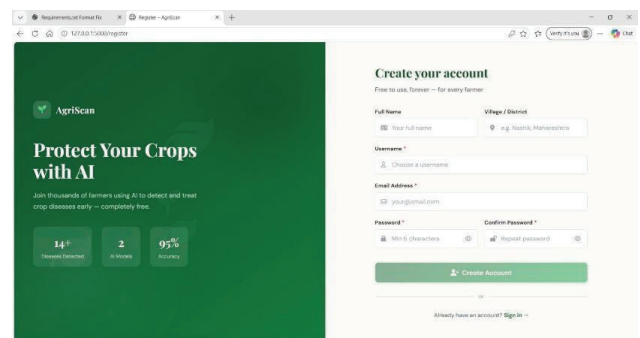 Requirements.txt Format Fix
Register - AgriScan
127.0.0.1:5000/register
Verify it's you
Chat
AgriScan
Protect Your Crops
with AI
Join thousands of farmers using AI to detect and treat
crop diseases early — completely free.
14+
Diseases Detected
2
AI Models
95%
Accuracy
Create your account
Free to use, forever — for every farmer
Full Name
Village / District
Your full name
e.g. Nashik, Maharashtra
Username *
Choose a username
Email Address *
your@email.com
Password *
Confirm Password *
Min 6 characters
Repeat password
Create Account
or
Already have an account? Sign in →